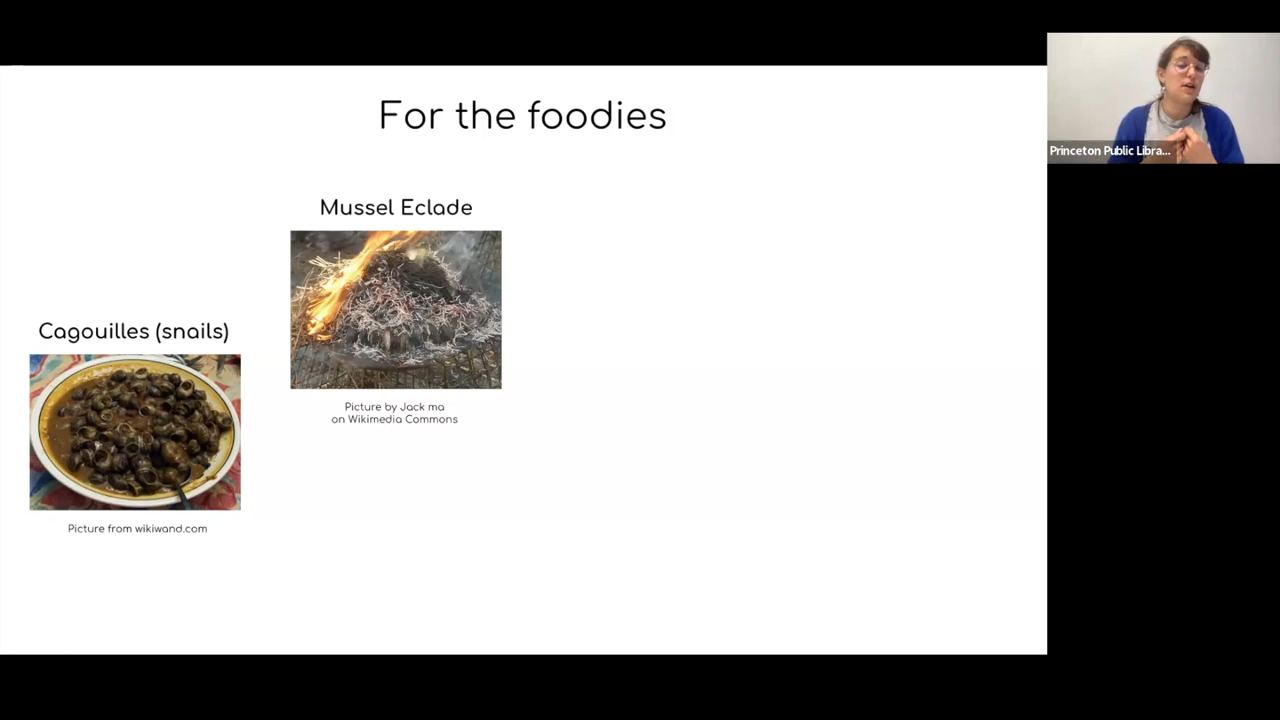 For the foodies
Mussel Eclade
Cagouilles (snails)
Picture by Jack ma
on Wikimedia Commons
Picture from wikiwand.com
Princeton Public Libra...